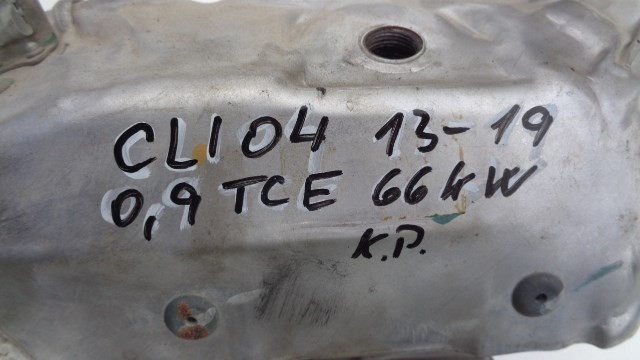 CLIO4 13-19
0,9 TCE 66kW
K.P.